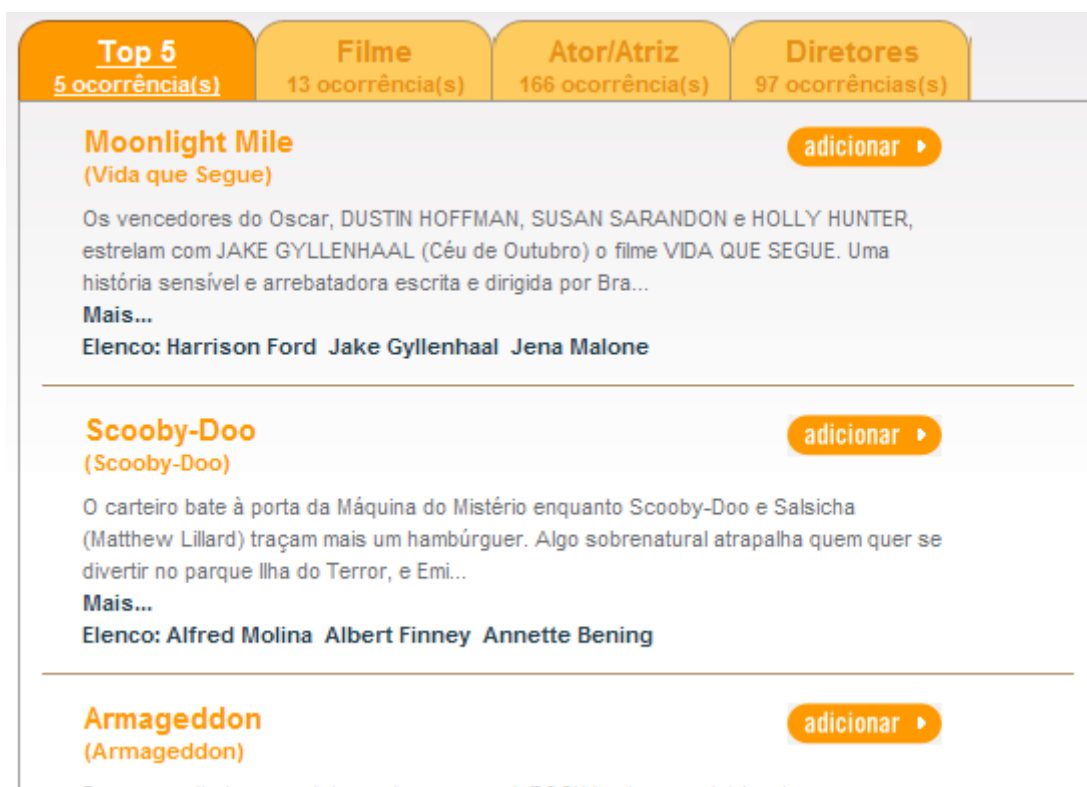 Top 5
5 ocorrência(s)
Filme
13 ocorrência(s)
Ator/Atriz
166 ocorrência(s)
Diretores
97 ocorrências(s)
Moonlight Mile
adicionar
(Vida que Segue)
Os vencedores do Oscar, DUSTIN HOFFMAN, SUSAN SARANDON e HOLLY HUNTER,
estrelam com JAKE GYLLENHAAL (Céu de Outubro) o filme VIDA QUE SEGUE. Uma
história sensível e arrebatadora escrita e dirigida por Bra...
Mais...
Elenco: Harrison Ford Jake Gyllenhaal Jena Malone
Scooby-Doo
adicionar
(Scooby-Doo)
O carteiro bate à porta da Máquina do Mistério enquanto Scooby-Doo e Salsicha
(Matthew Lillard) traçam mais um hambúrguer. Algo sobrenatural atrapalha quem quer se
divertir no parque Ilha do Terror, e Emi...
Mais...
Elenco: Alfred Molina Albert Finney Annette Bening
Armageddon
adicionar
(Armageddon)